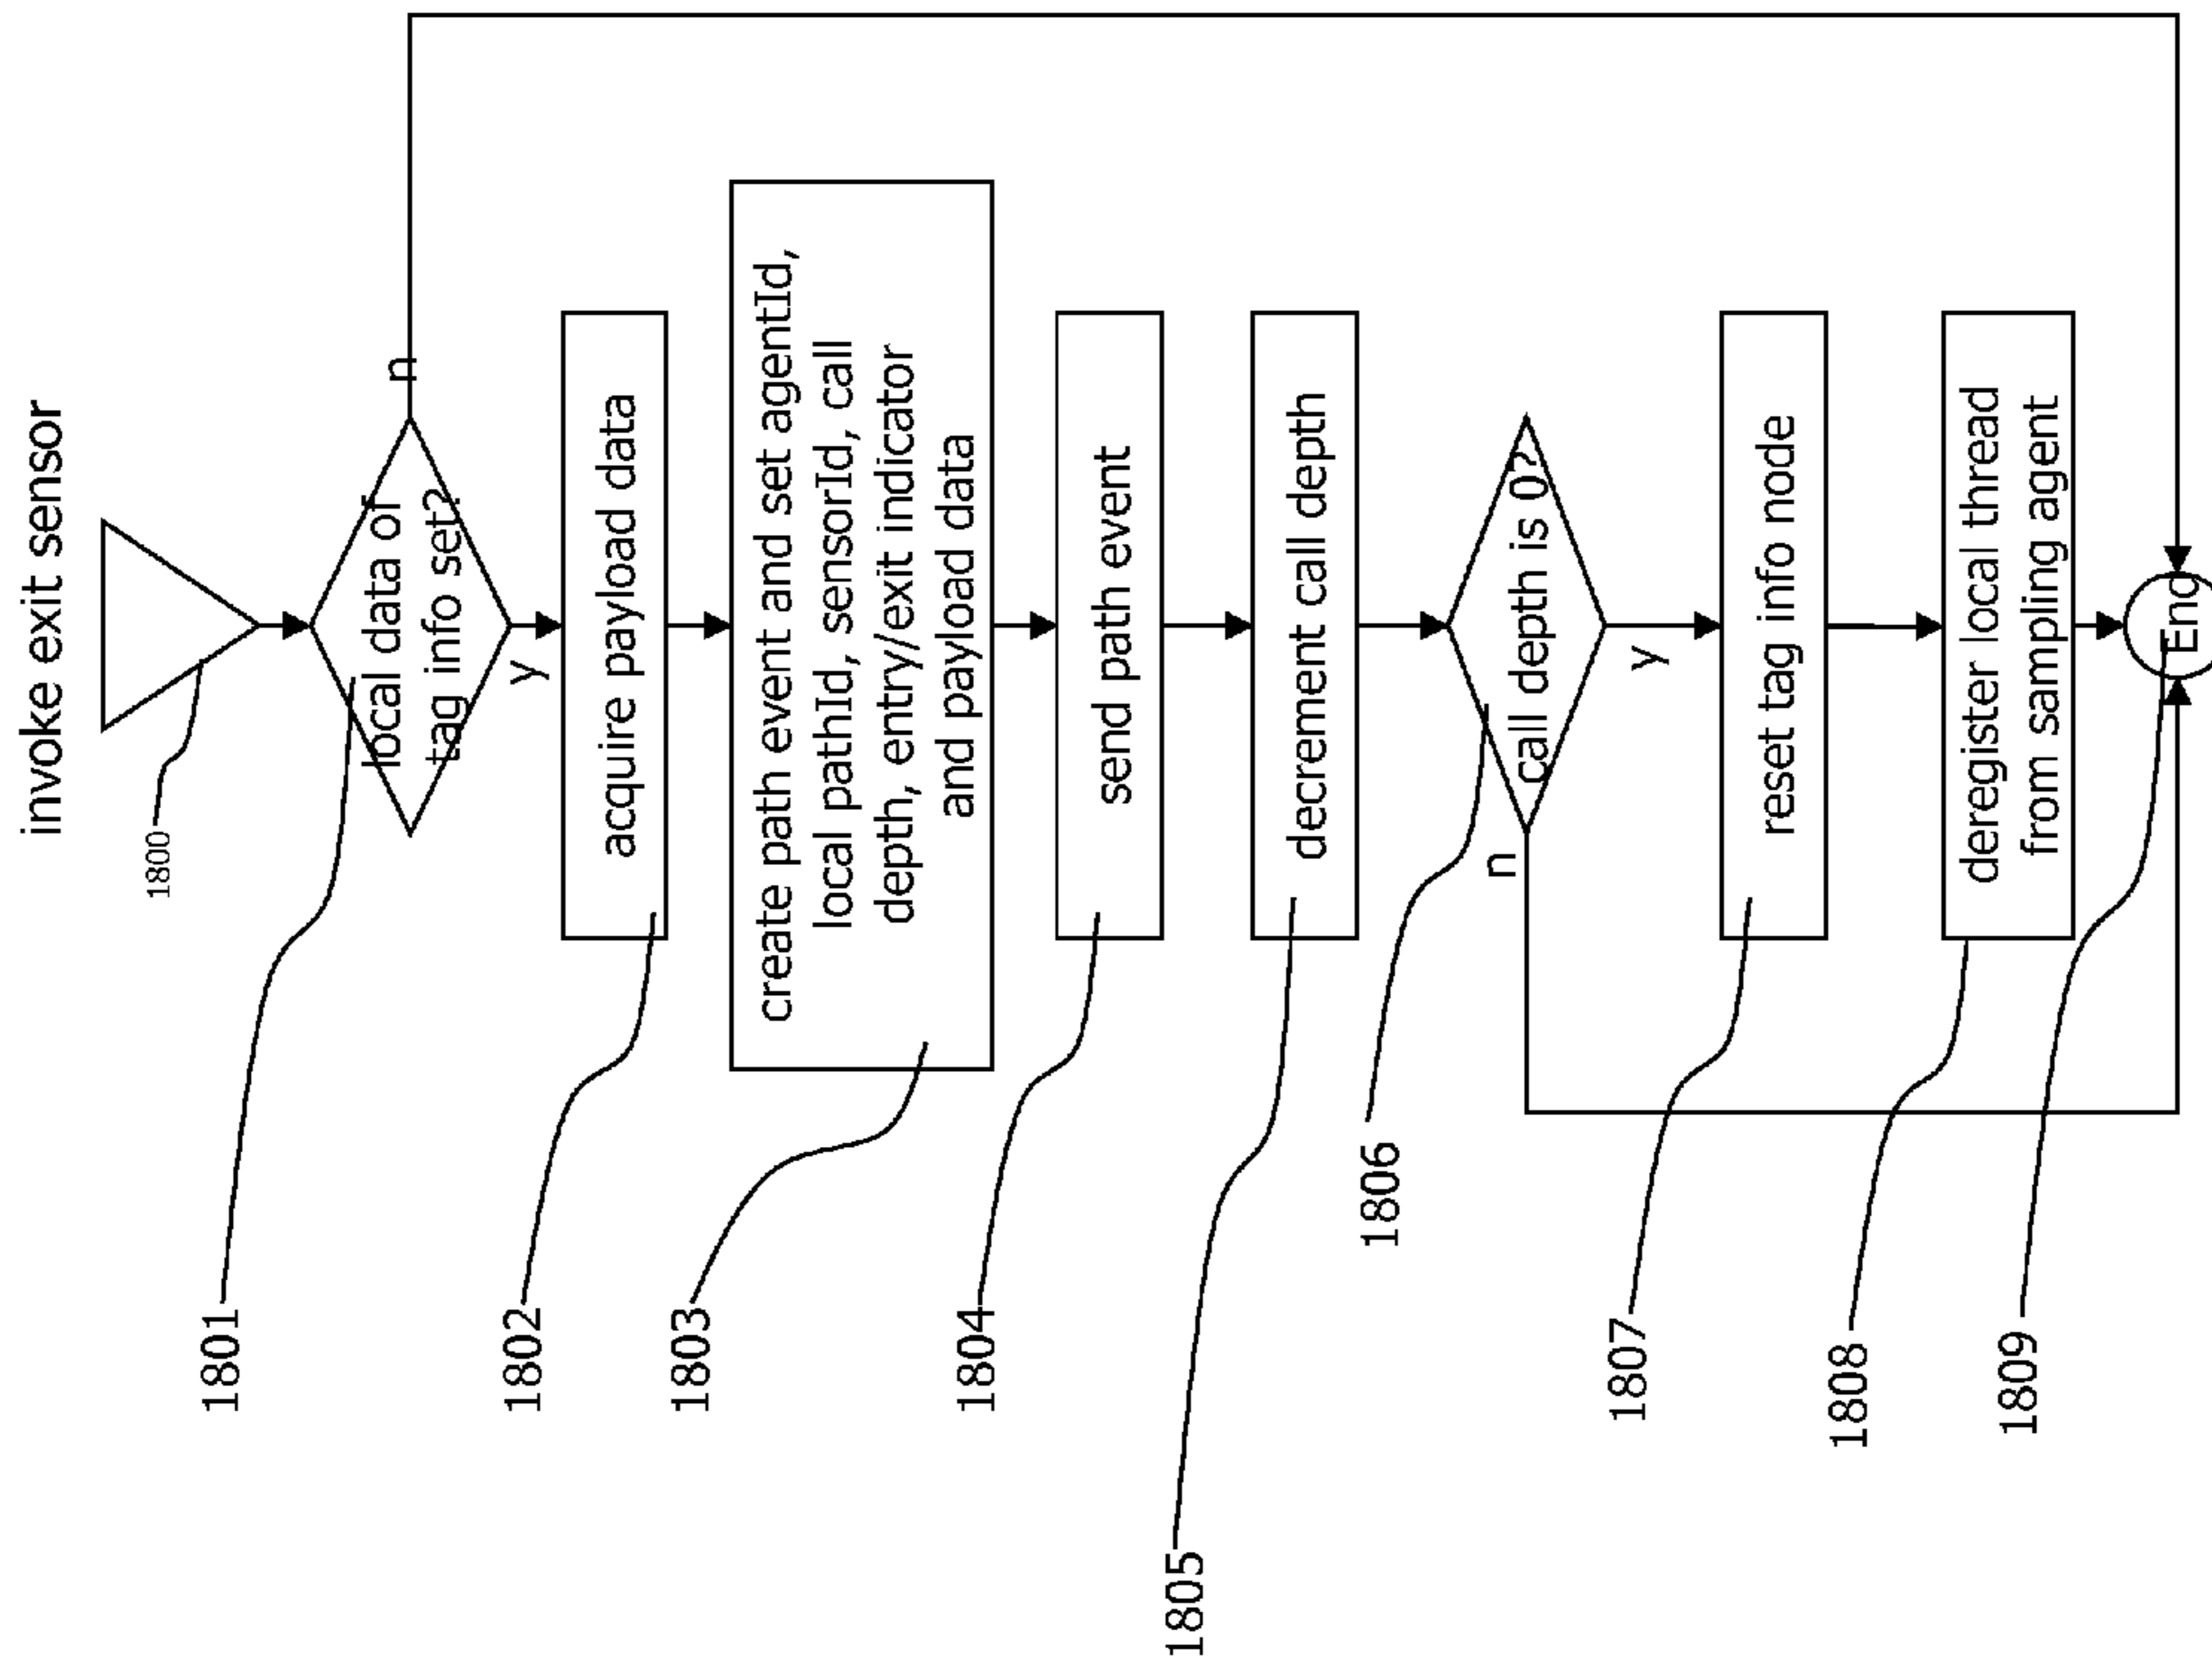 invoke exit sensor
1800
1801
local data of
tag info set?
n
y
1802
acquire payload data
1803
create path event and set agentId,
local pathId, sensorId, call
depth, entry/exit indicator
and payload data
1804
send path event
1805
decrement call depth
1806
call depth is 0?
n
y
1807
reset tag info node
1808
deregister local thread
from sampling agent
1809
End